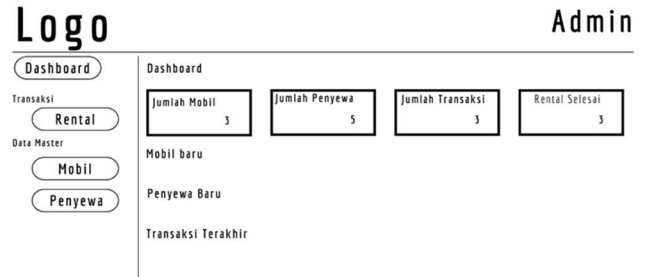 Logo
Admin
Dashboard
Transaksi
Rental
Data Master
Mobil
Penyewa
Dashboard
Jumlah Mobil
3
Jumlah Penyewa
5
Jumlah Transaksi
3
Rental Selesai
3
Mobil baru
Penyewa Baru
Transaksi Terakhir